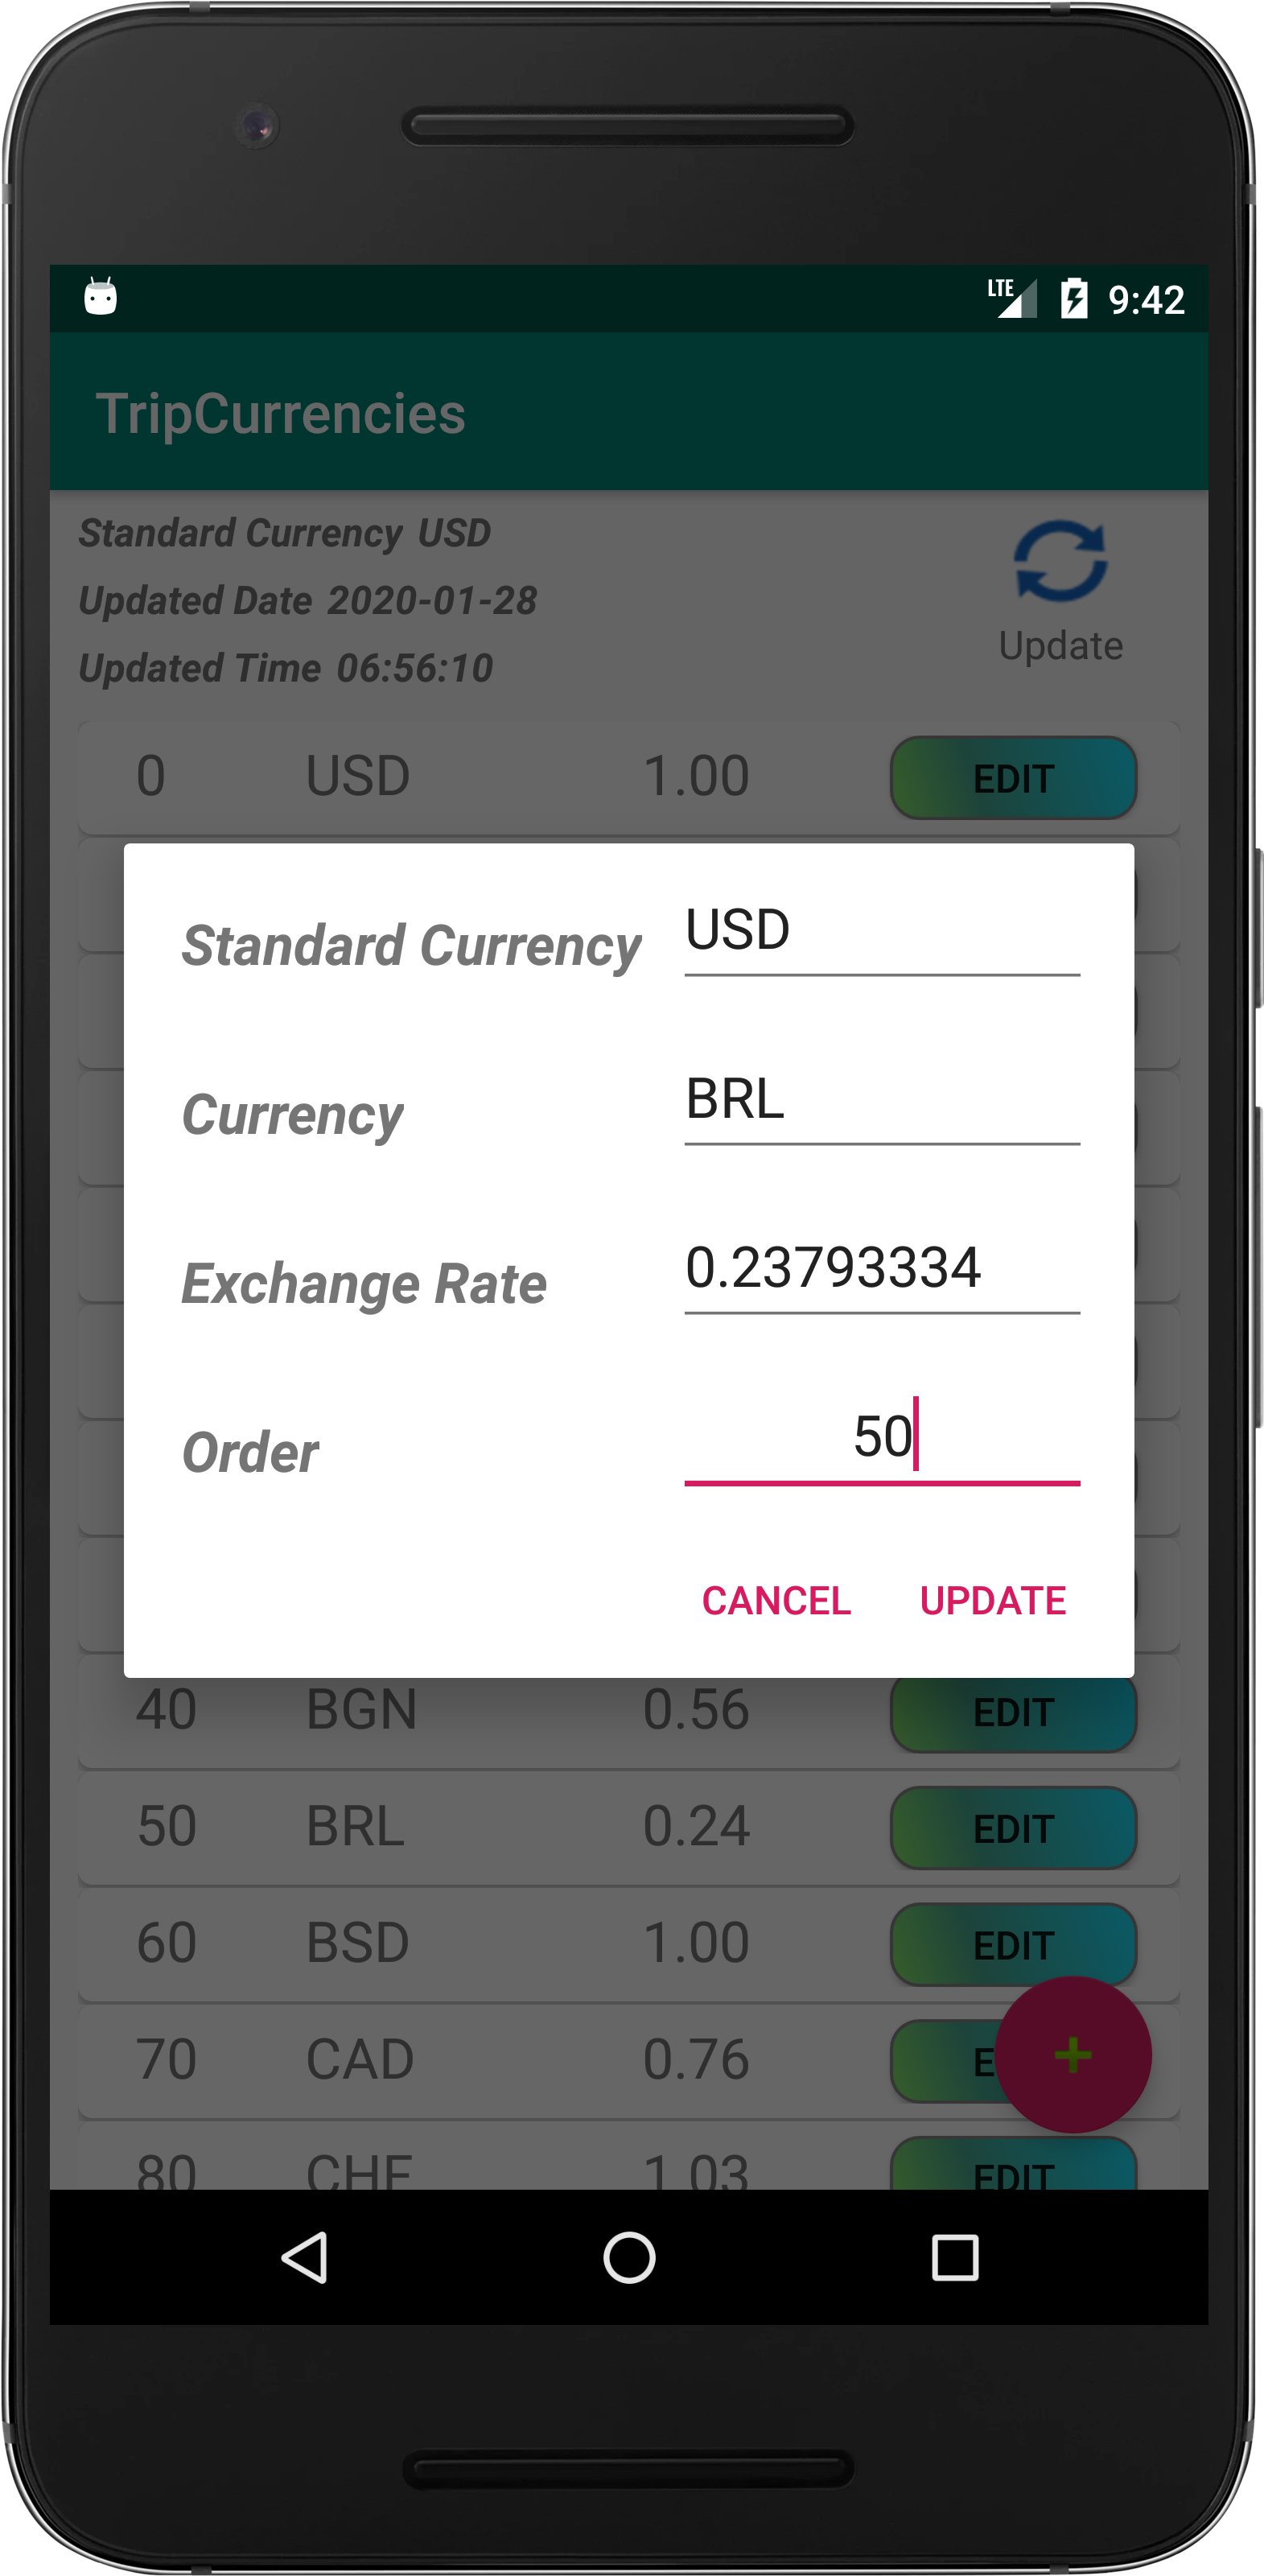 LTE 9:42
TripCurrencies
Standard Currency USD
Updated Date 2020-01-28
Updated Time 06:56:10
Update
0 USD 1.00 EDIT
Standard Currency USD
Currency BRL
Exchange Rate 0.23793334
Order 50
CANCEL UPDATE
40 BGN 0.56 EDIT
50 BRL 0.24 EDIT
60 BSD 1.00 EDIT
70 CAD 0.76 E
80 CHF 1.03 EDIT